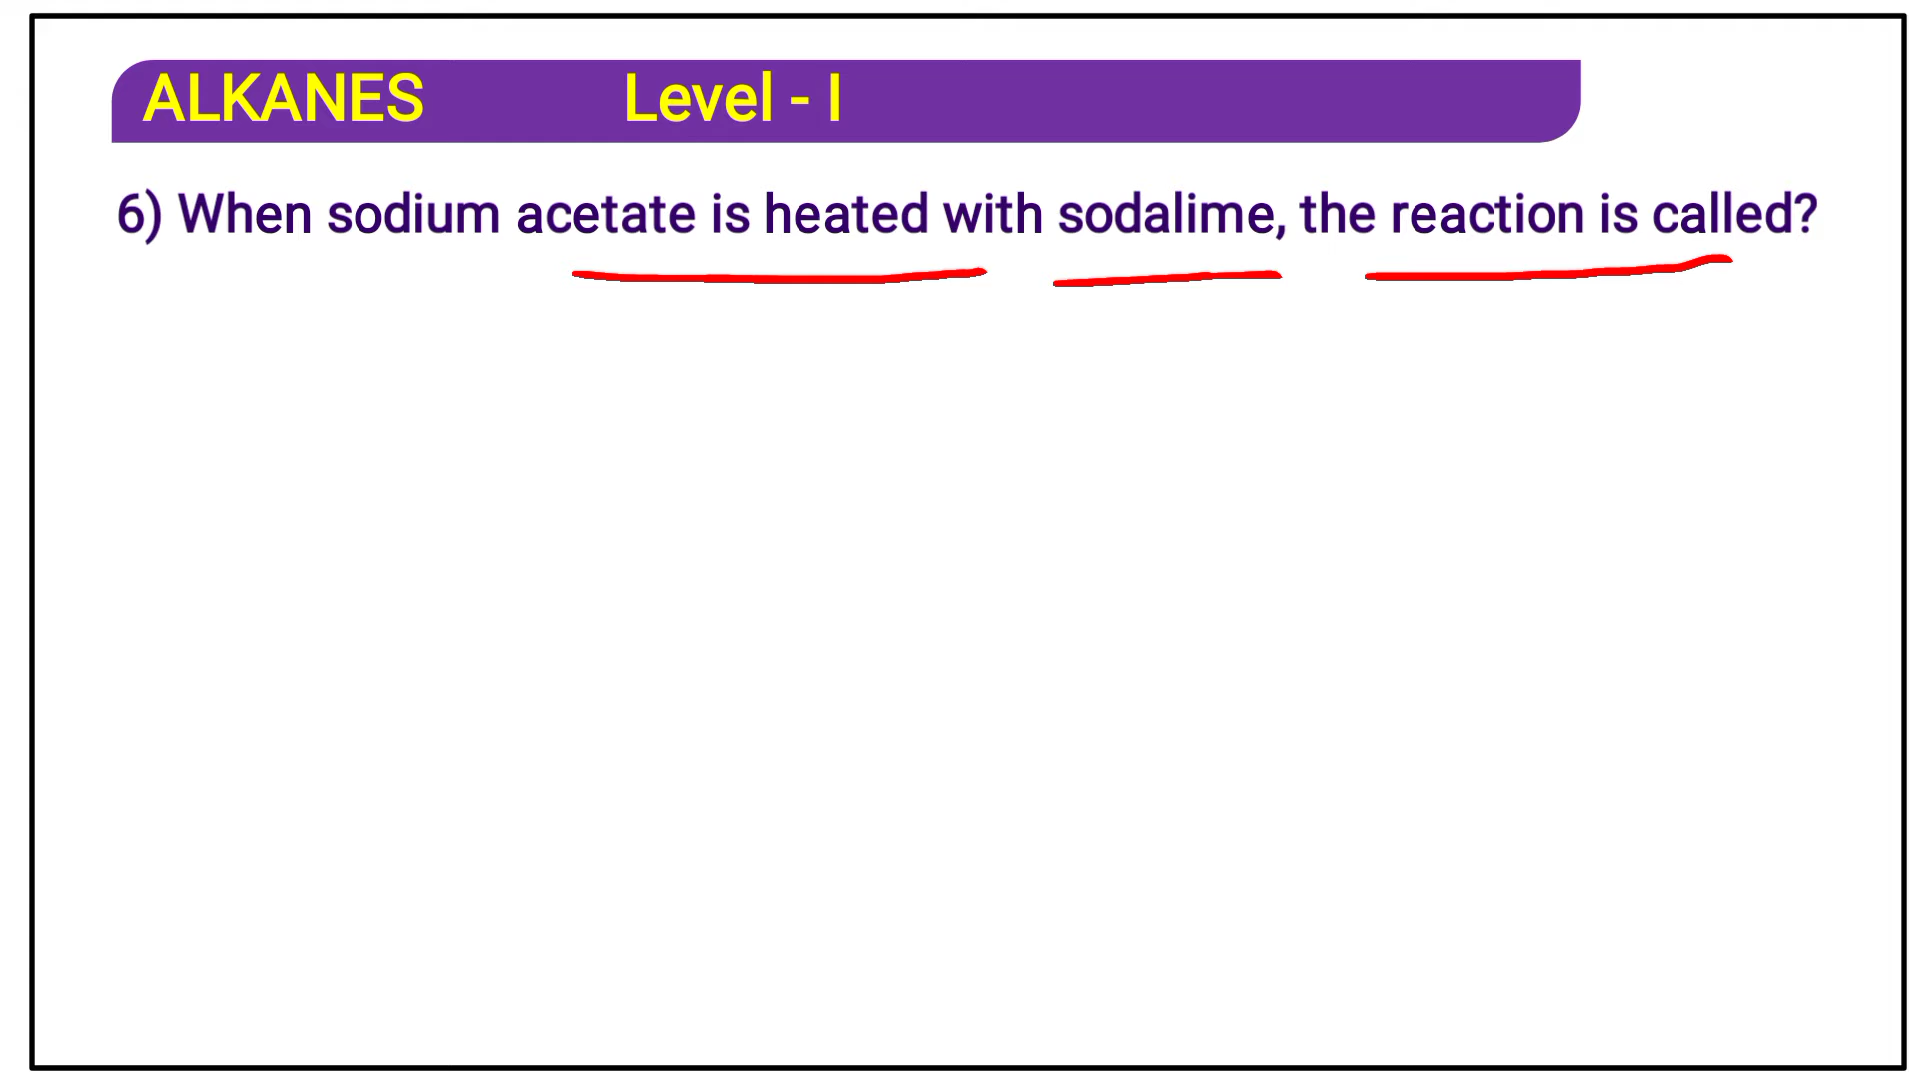 ALKANES Level - I
6) When sodium acetate is heated with sodalime, the reaction is called?